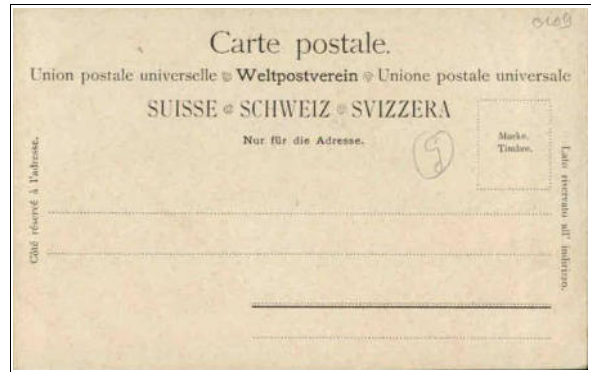 Carte postale.
Union postale universelle Weltpostverein Unione postale universale
SUISSE SCHWEIZ SVIZZERA
Nur für die Adresse.
Marke.
Timbre.
Côté réservé à l'adresse.
Lato riservato all' indirizzo.